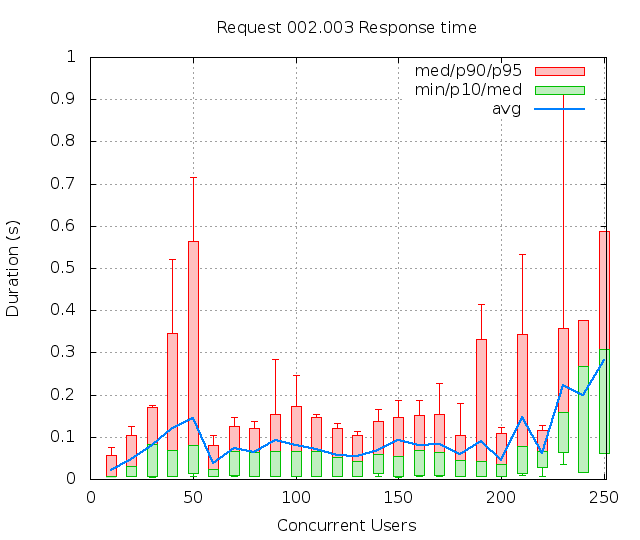 Request 002.003 Response time
med/p90/p95
min/p10/med
avg
1
0.9
0.8
0.7
0.6
0.5
0.4
0.3
0.2
0.1
0
Duration (s)
0 50 100 150 200 250
Concurrent Users